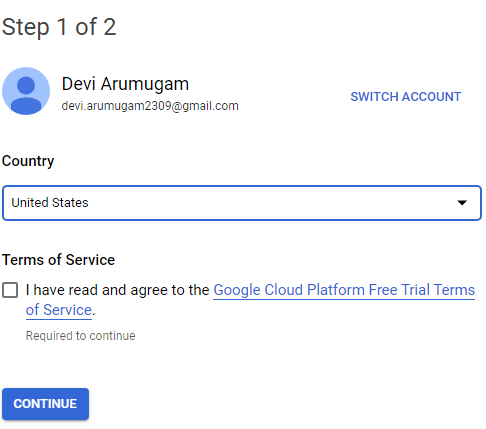 Step 1 of 2
Devi Arumugam
devi.arumugam2309@gmail.com
SWITCH ACCOUNT
Country
United States
Terms of Service
I have read and agree to the Google Cloud Platform Free Trial Terms
of Service.
Required to continue
CONTINUE